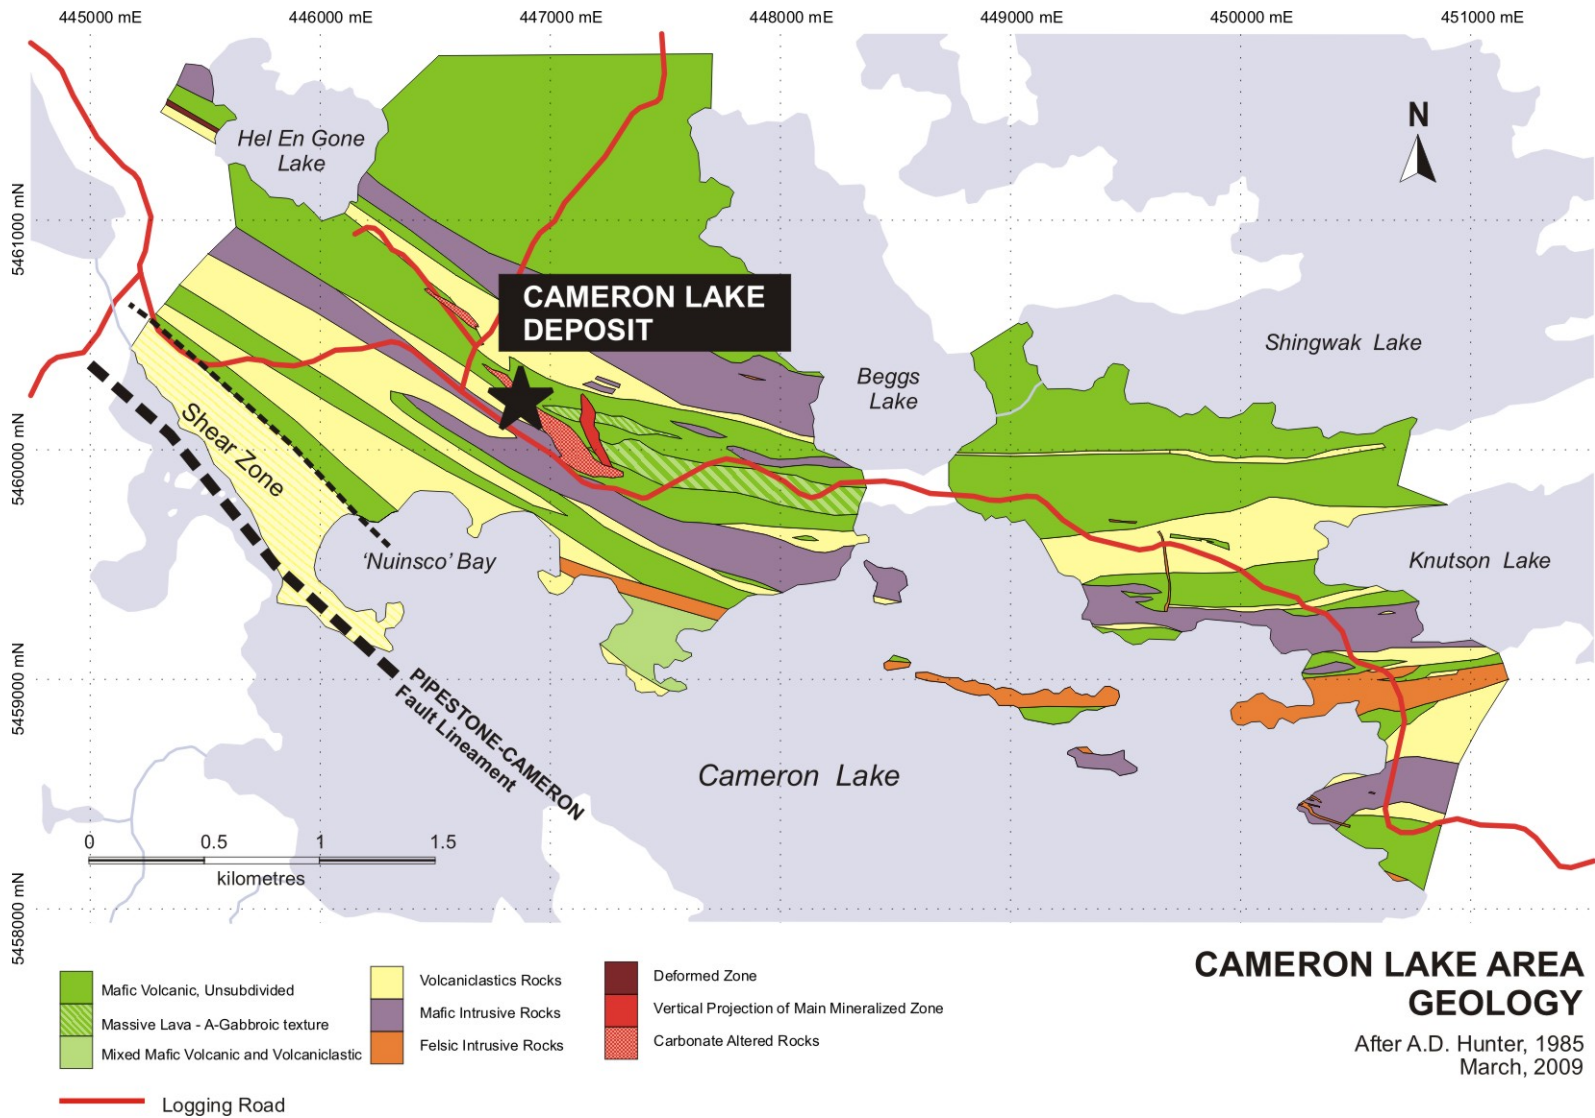 445000 mE
446000 mE
447000 mE
448000 mE
449000 mE
450000 mE
451000 mE
5461000 mN
5460000 mN
5459000 mN
5458000 mN
Hel En Gone
Lake
N
CAMERON LAKE
DEPOSIT
Shingwak Lake
Beggs
Lake
Shear Zone
'Nuinsco' Bay
Knutson Lake
PIPESTONE-CAMERON
Fault Lineament
Cameron Lake
0
0.5
1
1.5
kilometres
Mafic Volcanic, Unsubdivided
Massive Lava - A-Gabbroic texture
Mixed Mafic Volcanic and Volcaniclastic
Volcaniclastics Rocks
Mafic Intrusive Rocks
Felsic Intrusive Rocks
Deformed Zone
Vertical Projection of Main Mineralized Zone
Carbonate Altered Rocks
Logging Road
CAMERON LAKE AREA
GEOLOGY
After A.D. Hunter, 1985
March, 2009